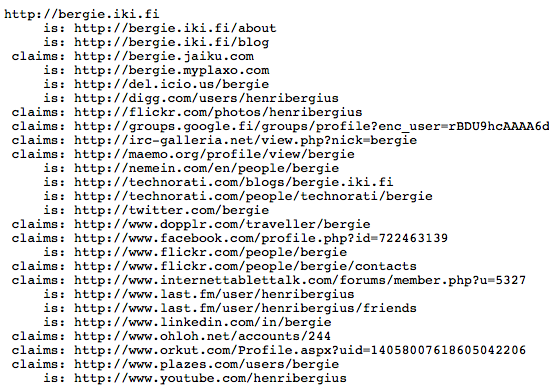 http://bergie.iki.fi
is: http://bergie.iki.fi/about
is: http://bergie.iki.fi/blog
claims: http://bergie.jaiku.com
is: http://bergie.myplaxo.com
is: http://del.icio.us/bergie
is: http://digg.com/users/henribergius
claims: http://flickr.com/photos/henribergius
claims: http://groups.google.fi/groups/profile?enc_user=rBDU9hcAAAA6d
claims: http://irc-galleria.net/view.php?nick=bergie
claims: http://maemo.org/profile/view/bergie
is: http://nemein.com/en/people/bergie
is: http://technorati.com/blogs/bergie.iki.fi
is: http://technorati.com/people/technorati/bergie
is: http://twitter.com/bergie
claims: http://www.dopplr.com/traveller/bergie
claims: http://www.facebook.com/profile.php?id=722463139
is: http://www.flickr.com/people/bergie
claims: http://www.flickr.com/people/bergie/contacts
claims: http://www.internettablettalk.com/forums/member.php?u=5327
is: http://www.last.fm/user/henribergius
is: http://www.last.fm/user/henribergius/friends
is: http://www.linkedin.com/in/bergie
claims: http://www.ohloh.net/accounts/244
claims: http://www.orkut.com/Profile.aspx?uid=14058007618605042206
claims: http://www.plazes.com/users/bergie
is: http://www.youtube.com/henribergius